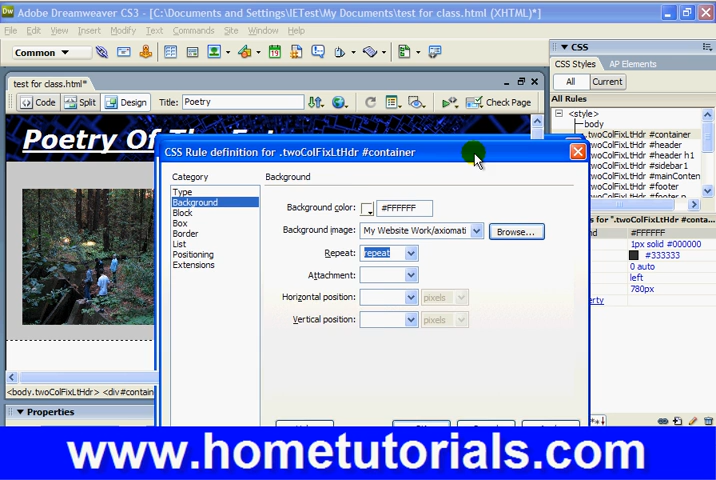 Adobe Dreamweaver CS3 - [C:/Documents and Settings/IETest/My Documents/test for class.html (XHTML)*]
File Edit View Insert Modify Text Commands Site Window Help
Common
test for class.html*
Code Split Design Title: Poetry Check Page
Poetry Of The
CSS
CSS Styles AP Elements
All Current
All Rules
<style>
body
.twoColFixLtHdr #container
.twoColFixLtHdr #header
.twoColFixLtHdr #header h1
.twoColFixLtHdr #sidebar1
.twoColFixLtHdr #mainConten
.twoColFixLtHdr #footer
s for ".twoColFixLtHdr #conta...
#FFFFFF
1px solid #000000
#333333
0 auto
left
780px
CSS Rule definition for .twoColFixLtHdr #container
Category
Type
Background
Block
Box
Border
List
Positioning
Extensions
Background
Background color: #FFFFFF
Background image: My Website Work/axiomati Browse...
Repeat: repeat
Attachment:
Horizontal position: pixels
Vertical position: pixels
<body.twoColFixLtHdr> <div#contain
Properties
www.hometutorials.com